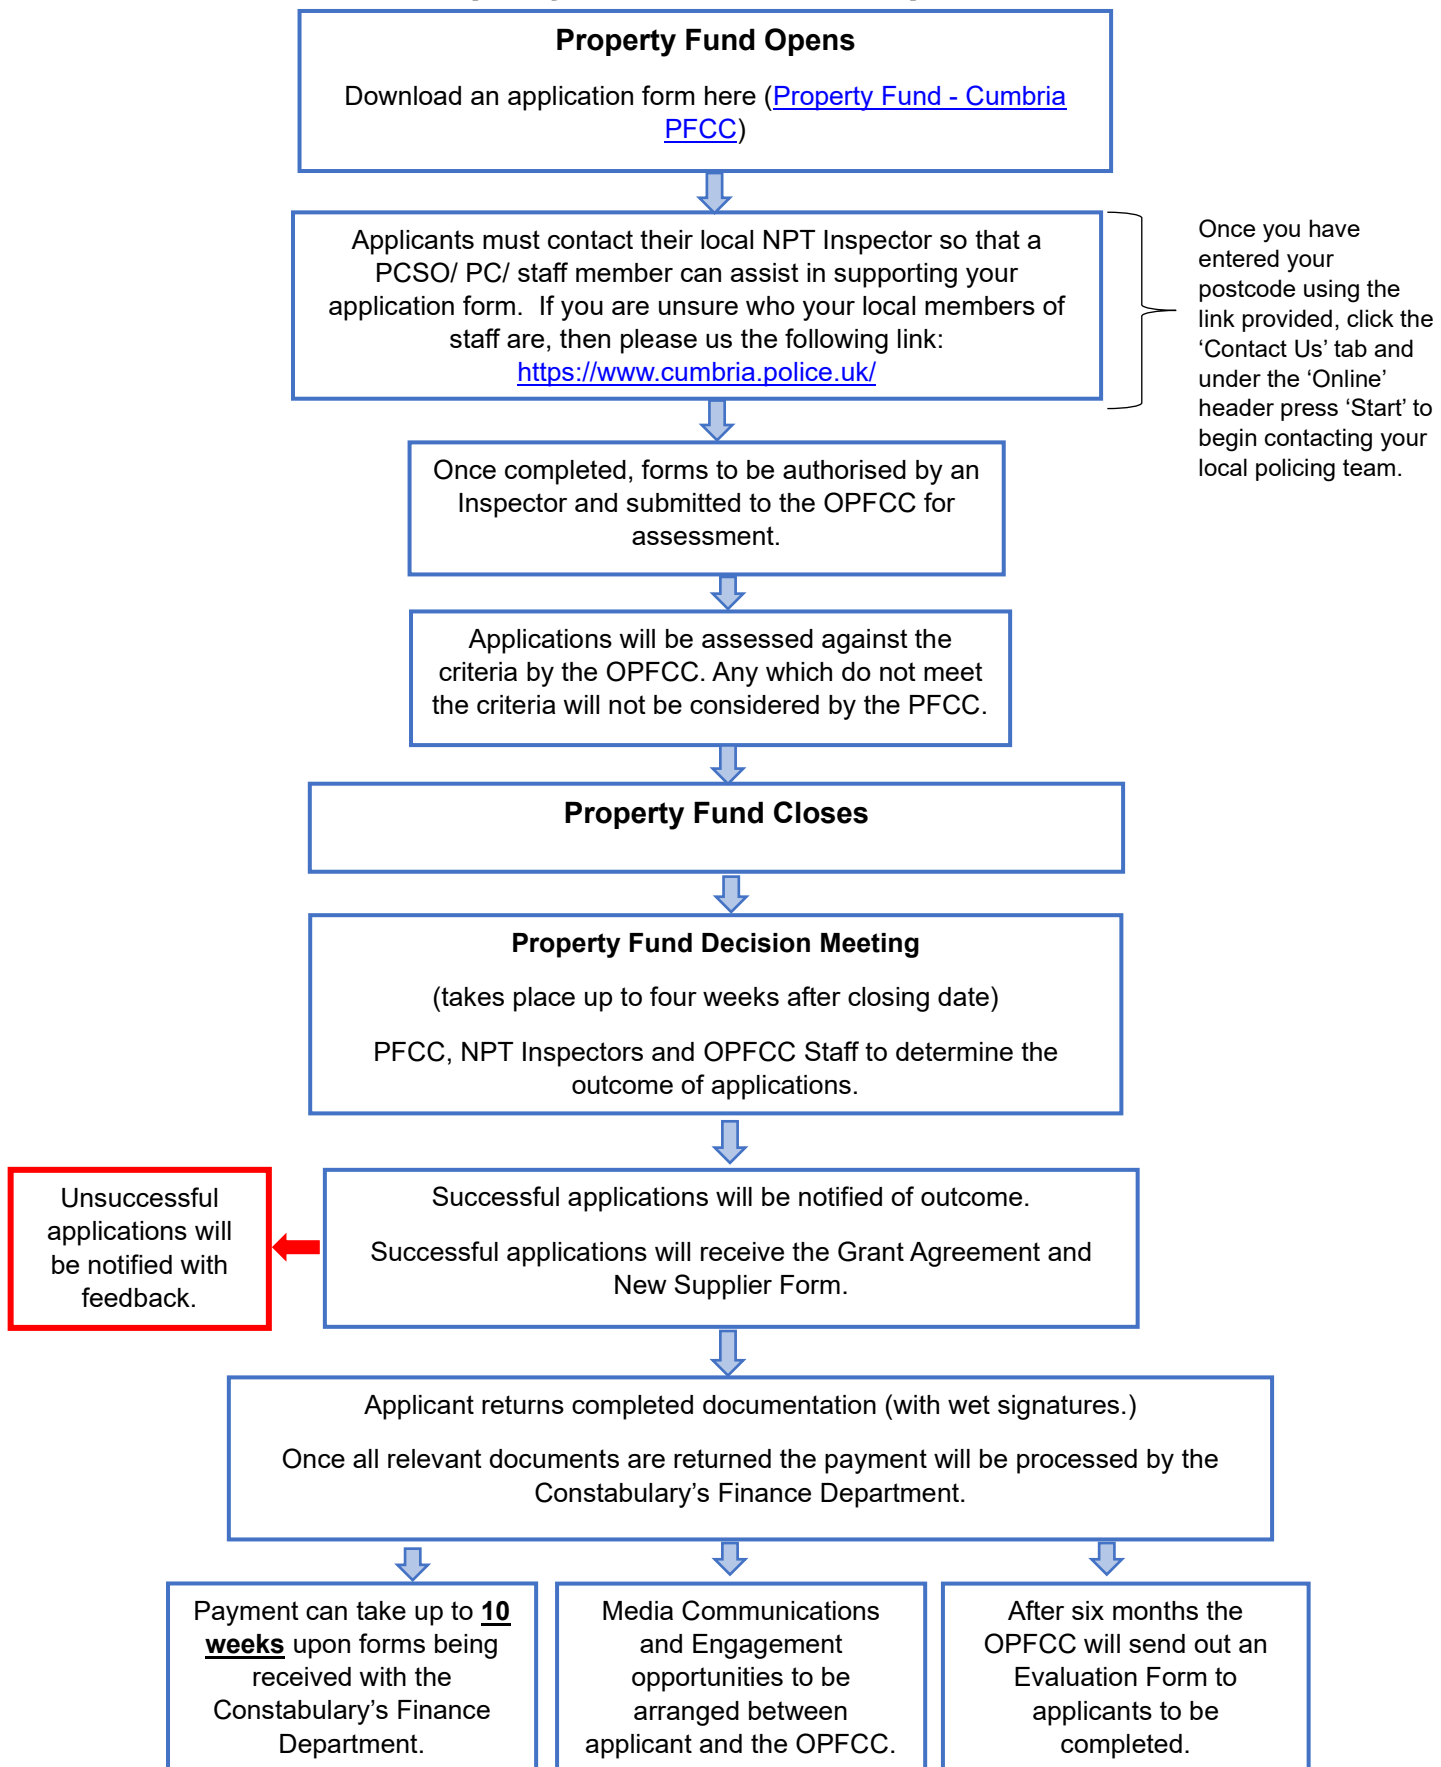 Property Fund Opens
Download an application form here (Property Fund - Cumbria
PFCC)
Applicants must contact their local NPT Inspector so that a
PCSO/ PC/ staff member can assist in supporting your
application form.  If you are unsure who your local members of
staff are, then please us the following link:
https://www.cumbria.police.uk/
Once you have
entered your
postcode using the
link provided, click the
‘Contact Us’ tab and
under the ‘Online’
header press ‘Start’ to
begin contacting your
local policing team.
Once completed, forms to be authorised by an
Inspector and submitted to the OPFCC for
assessment.
Applications will be assessed against the
criteria by the OPFCC. Any which do not meet
the criteria will not be considered by the PFCC.
Property Fund Closes
Property Fund Decision Meeting
(takes place up to four weeks after closing date)
PFCC, NPT Inspectors and OPFCC Staff to determine the
outcome of applications.
Unsuccessful
applications will
be notified with
feedback.
Successful applications will be notified of outcome.
Successful applications will receive the Grant Agreement and
New Supplier Form.
Applicant returns completed documentation (with wet signatures.)
Once all relevant documents are returned the payment will be processed by the
Constabulary’s Finance Department.
Payment can take up to 10
weeks upon forms being
received with the
Constabulary’s Finance
Department.
Media Communications
and Engagement
opportunities to be
arranged between
applicant and the OPFCC.
After six months the
OPFCC will send out an
Evaluation Form to
applicants to be
completed.